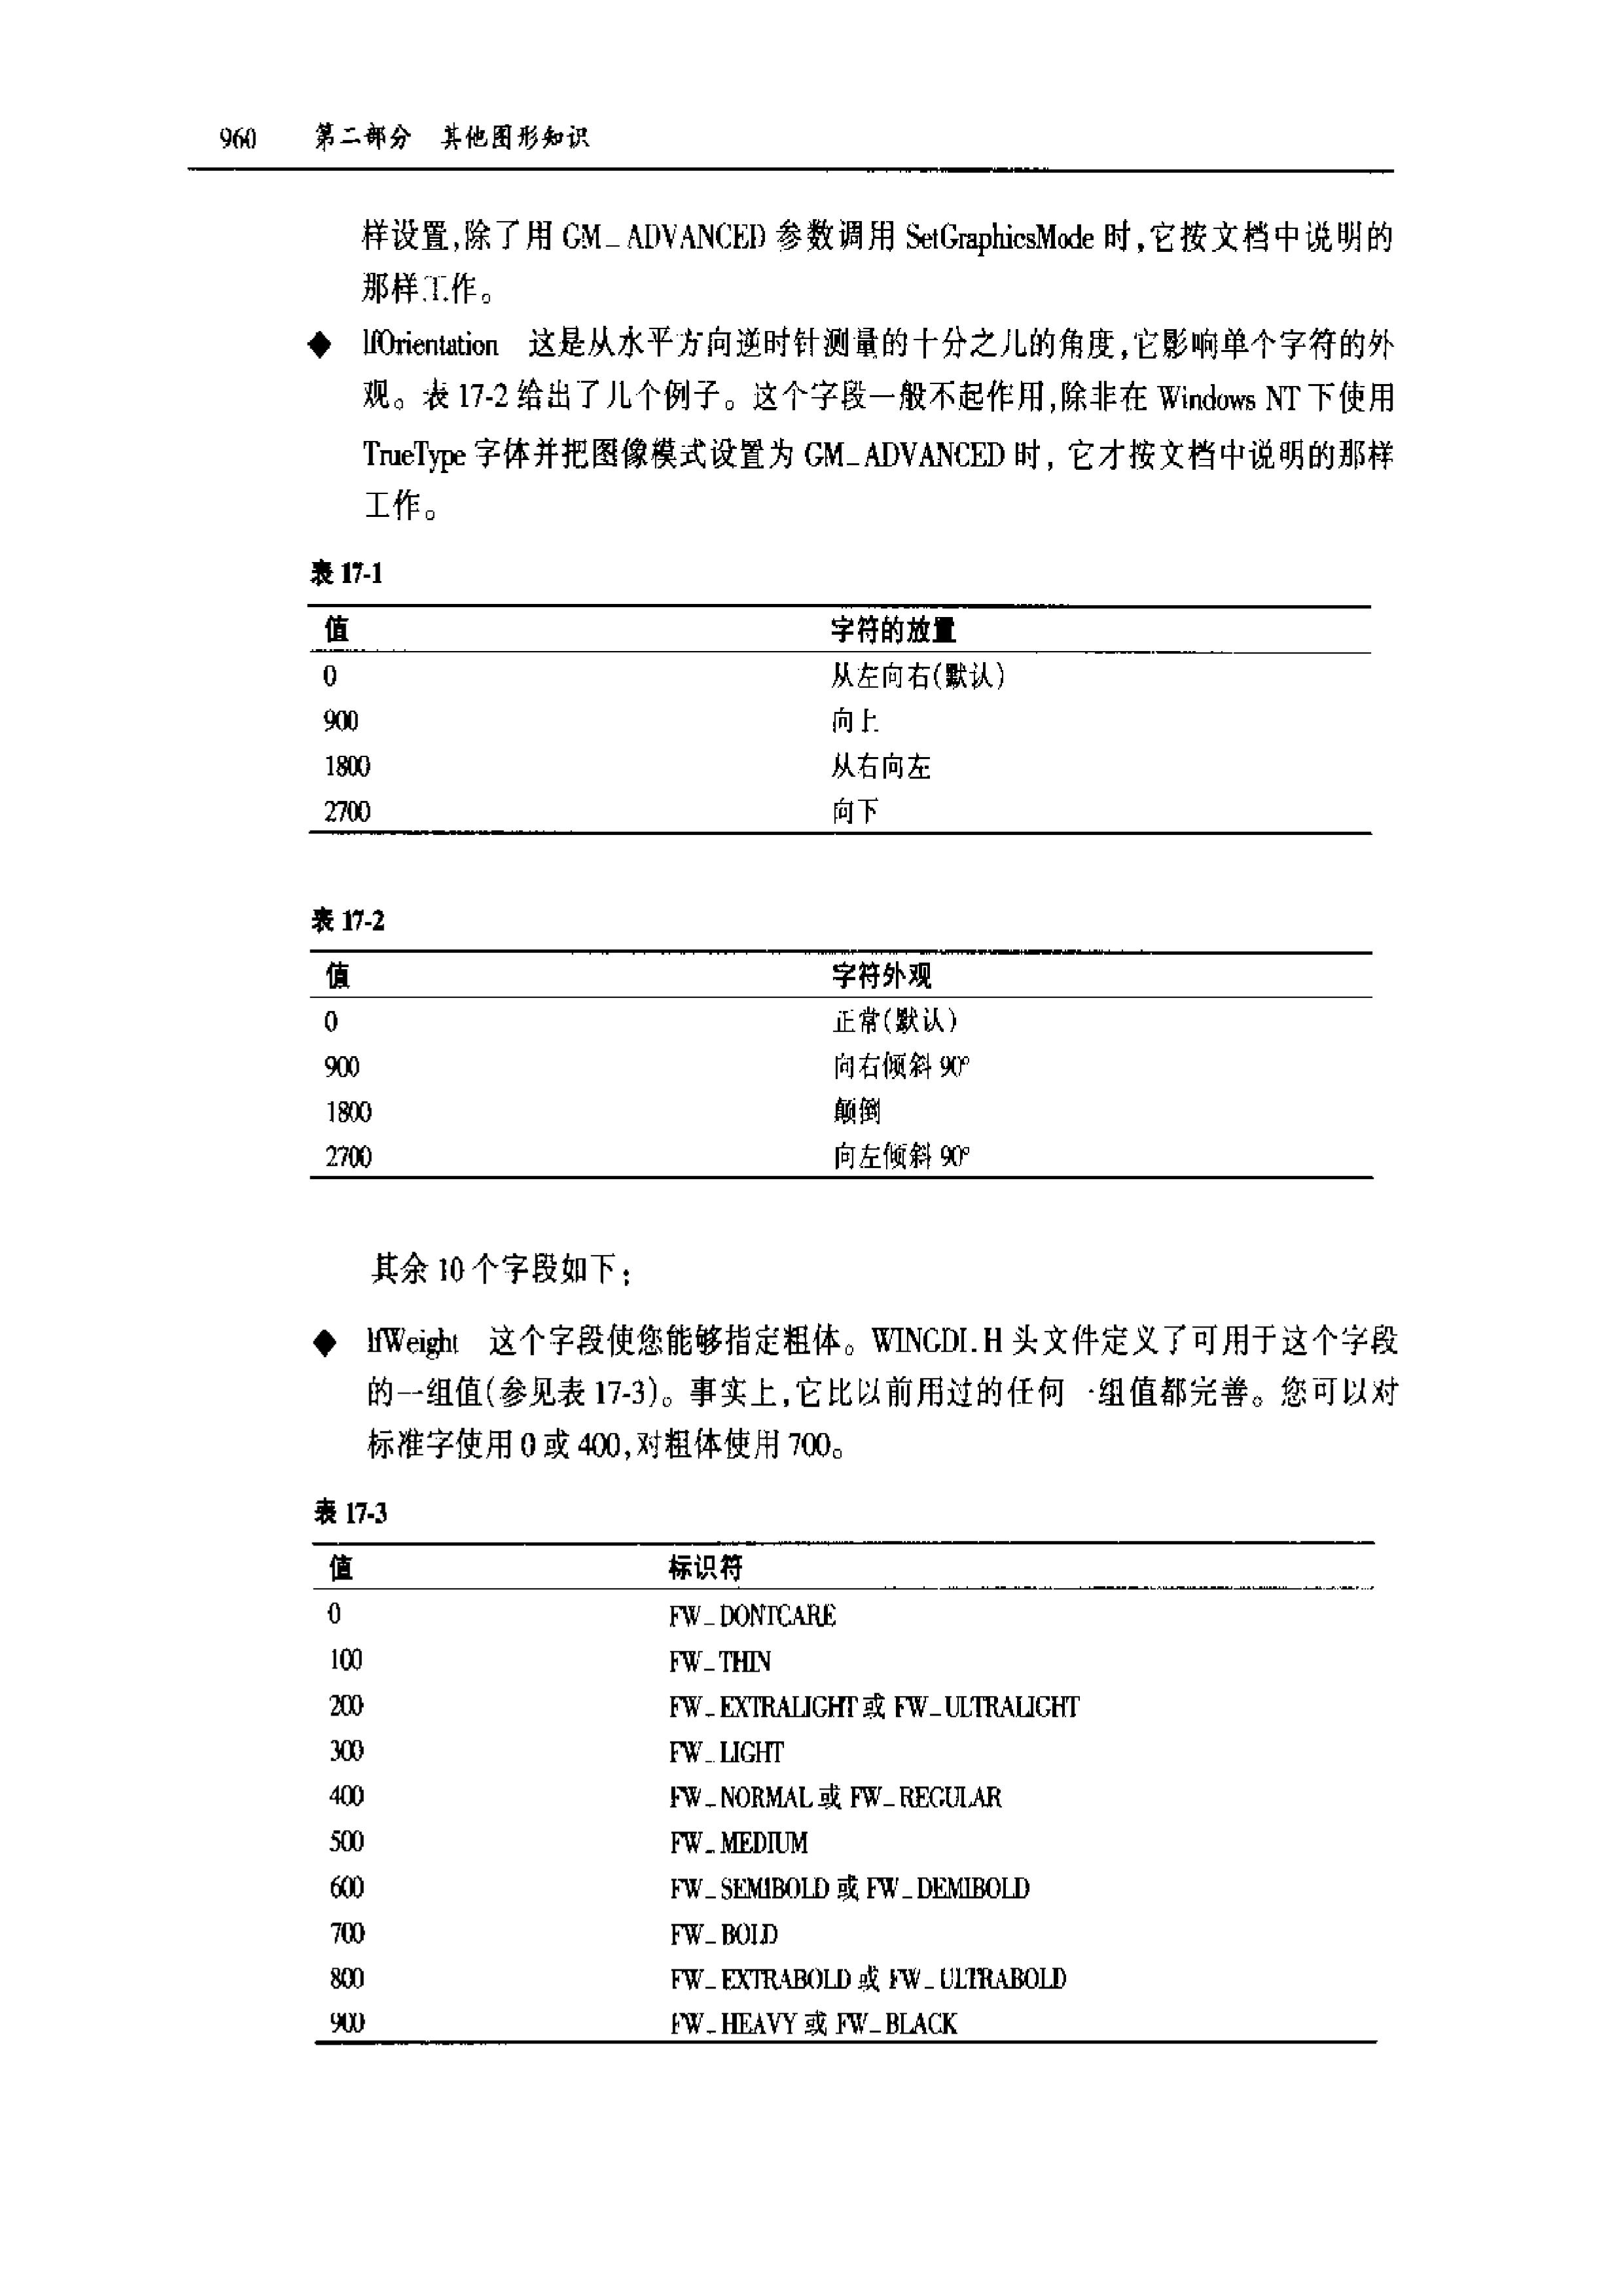 960 第二部分 其他图形知识
样设置,除了用 GM_ADVANCED 参数调用 SetGraphicsMode 时,它按文档中说明的
那样工作。
◆ lfOrientation 这是从水平方向逆时针测量的十分之几的角度,它影响单个字符的外
观。表 17-2 给出了几个例子。这个字段一般不起作用,除非在 Windows NT 下使用
TrueType 字体并把图像模式设置为 GM_ADVANCED 时, 它才按文档中说明的那样
工作。
表 17-1
值 字符的放置
0 从左向右(默认)
900 向上
1800 从右向左
2700 向下
表 17-2
值 字符外观
0 正常(默认)
900 向右倾斜 90°
1800 颠倒
2700 向左倾斜 90°
其余 10 个字段如下:
◆ lfWeight 这个字段使您能够指定粗体。WINGDI.H 头文件定义了可用于这个字段
的一组值(参见表 17-3)。事实上,它比以前用过的任何一组值都完善。您可以对
标准字使用 0 或 400,对粗体使用 700。
表 17-3
值 标识符
0 FW_DONTCARE
100 FW_THIN
200 FW_EXTRALIGHT 或 FW_ULTRALIGHT
300 FW_LIGHT
400 FW_NORMAL 或 FW_REGULAR
500 FW_MEDIUM
600 FW_SEMIBOLD 或 FW_DEMIBOLD
700 FW_BOLD
800 FW_EXTRABOLD 或 FW_ULTRABOLD
900 FW_HEAVY 或 FW_BLACK